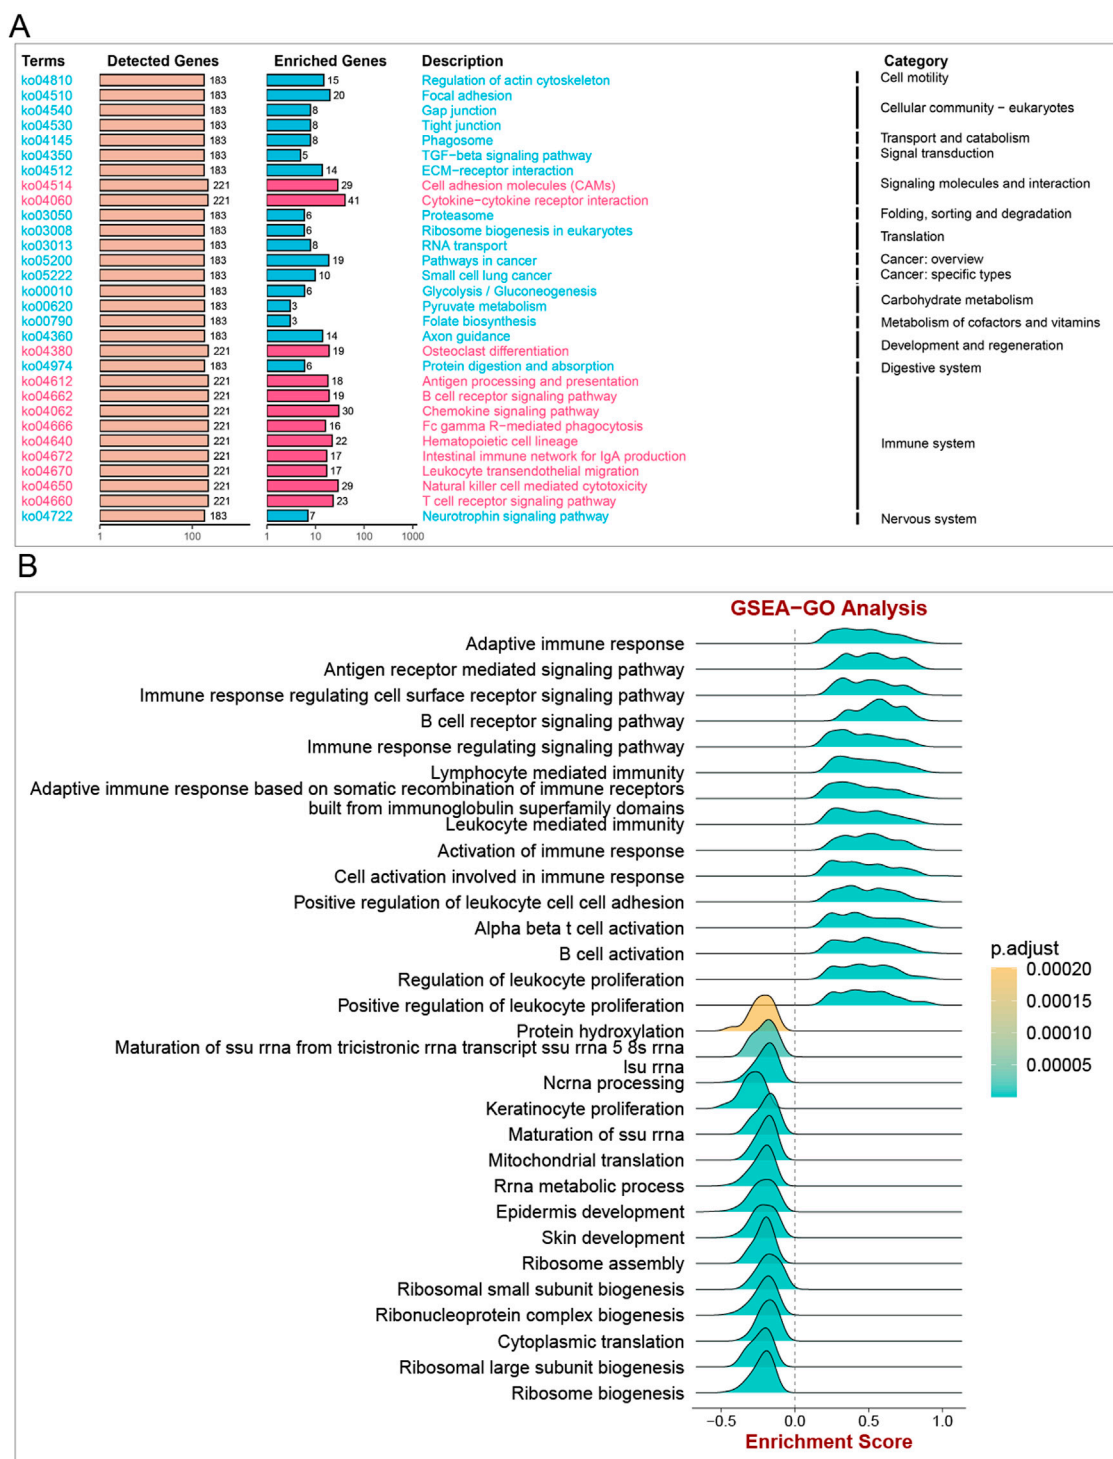 A
Terms Detected Genes Enriched Genes Description Category
ko04810 183 15 Regulation of actin cytoskeleton Cell motility
ko04510 183 20 Focal adhesion
ko04540 183 8 Gap junction Cellular community − eukaryotes
ko04530 183 8 Tight junction
ko04145 183 8 Phagosome Transport and catabolism
ko04350 183 5 TGF−beta signaling pathway Signal transduction
ko04512 183 14 ECM−receptor interaction
ko04514 221 29 Cell adhesion molecules (CAMs) Signaling molecules and interaction
ko04060 221 41 Cytokine−cytokine receptor interaction
ko03050 183 6 Proteasome Folding, sorting and degradation
ko03008 183 6 Ribosome biogenesis in eukaryotes
Translation
ko03013 183 8 RNA transport
ko05200 183 19 Pathways in cancer Cancer: overview
ko05222 183 10 Small cell lung cancer Cancer: specific types
ko00010 183 6 Glycolysis / Gluconeogenesis
Carbohydrate metabolism
ko00620 183 3 Pyruvate metabolism
ko00790 183 3 Folate biosynthesis Metabolism of cofactors and vitamins
ko04360 183 14 Axon guidance
Development and regeneration
ko04380 221 19 Osteoclast differentiation
ko04974 183 6 Protein digestion and absorption Digestive system
ko04612 221 18 Antigen processing and presentation
ko04662 221 19 B cell receptor signaling pathway
ko04062 221 30 Chemokine signaling pathway
ko04666 221 16 Fc gamma R−mediated phagocytosis
ko04640 221 22 Hematopoietic cell lineage Immune system
ko04672 221 17 Intestinal immune network for IgA production
ko04670 221 17 Leukocyte transendothelial migration
ko04650 221 29 Natural killer cell mediated cytotoxicity
ko04660 221 23 T cell receptor signaling pathway
ko04722 183 7 Neurotrophin signaling pathway Nervous system
1 100 1 10 100 1000
B
GSEA−GO Analysis
Adaptive immune response
Antigen receptor mediated signaling pathway
Immune response regulating cell surface receptor signaling pathway
B cell receptor signaling pathway
Immune response regulating signaling pathway
Lymphocyte mediated immunity
Adaptive immune response based on somatic recombination of immune receptors
built from immunoglobulin superfamily domains
Leukocyte mediated immunity
Activation of immune response
Cell activation involved in immune response
Positive regulation of leukocyte cell cell adhesion
Alpha beta t cell activation
B cell activation
Regulation of leukocyte proliferation
Positive regulation of leukocyte proliferation
Protein hydroxylation
Maturation of ssu rrna from tricistronic rrna transcript ssu rrna 5 8s rrna
lsu rrna
Ncrna processing
Keratinocyte proliferation
Maturation of ssu rrna
Mitochondrial translation
Rrna metabolic process
Epidermis development
Skin development
Ribosome assembly
Ribosomal small subunit biogenesis
Ribonucleoprotein complex biogenesis
Cytoplasmic translation
Ribosomal large subunit biogenesis
Ribosome biogenesis
p.adjust
0.00020
0.00015
0.00010
0.00005
−0.5 0.0 0.5 1.0
Enrichment Score